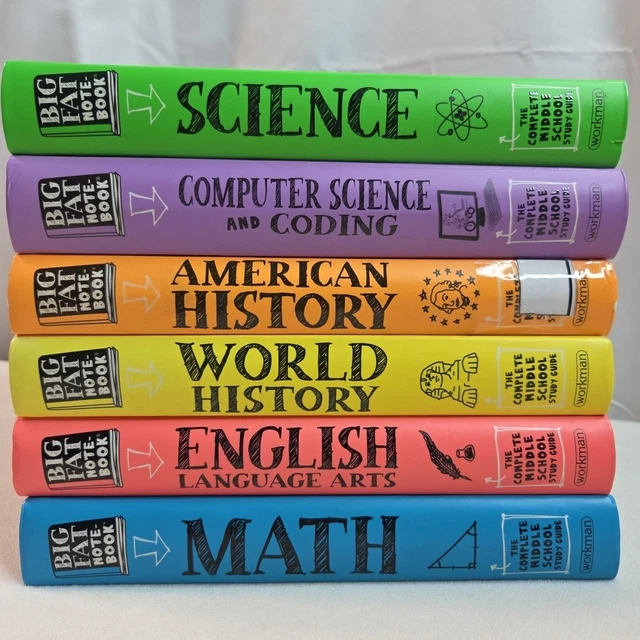 BIG
FAT
NOTE-
BOOK
SCIENCE
THE
COMPLETE
MIDDLE
SCHOOL
STUDY GUIDE
workman
BIG
FAT
NOTE-
BOOK
COMPUTER SCIENCE
AND CODING
THE
COMPLETE
MIDDLE
SCHOOL
STUDY GUIDE
workman
BIG
FAT
NOTE-
BOOK
AMERICAN
HISTORY
THE
workman
BIG
FAT
NOTE-
BOOK
WORLD
HISTORY
THE
COMPLETE
MIDDLE
SCHOOL
STUDY GUIDE
workman
BIG
FAT
NOTE-
BOOK
ENGLISH
LANGUAGE ARTS
THE
COMPLETE
MIDDLE
SCHOOL
STUDY GUIDE
workman
BIG
FAT
NOTE-
BOOK
MATH
THE
COMPLETE
MIDDLE
SCHOOL
STUDY GUIDE
workman